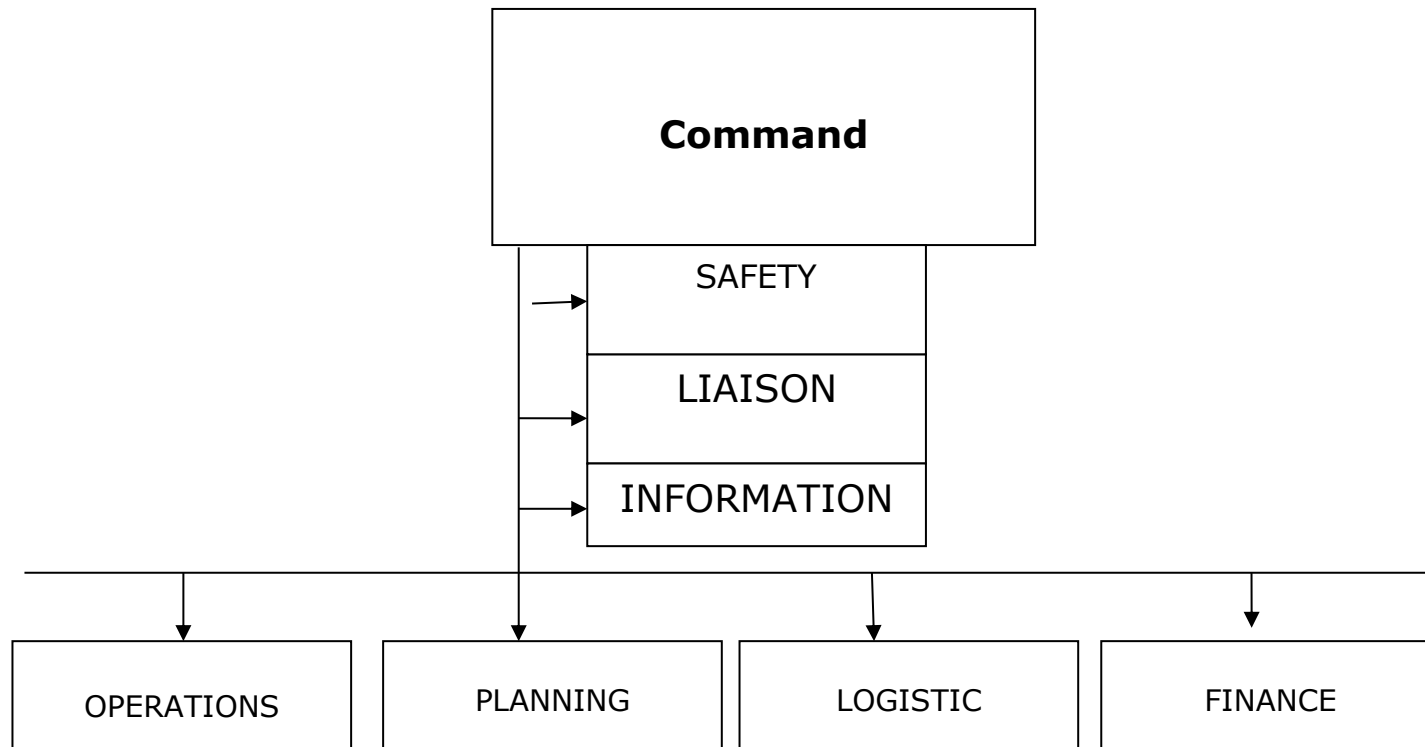 Command
SAFETY
LIAISON
INFORMATION
OPERATIONS
PLANNING
LOGISTIC
FINANCE